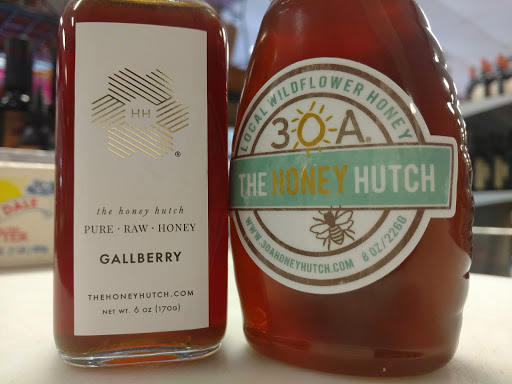 HH
®
the honey hutch
PURE · RAW · HONEY
GALLBERRY
THEHONEYHUTCH.COM
NET WT. 6 OZ (170g)
LOCAL WILDFLOWER HONEY
30A®
THE HONEY HUTCH
WWW.30AHONEYHUTCH.COM
8 OZ/226G
DALE